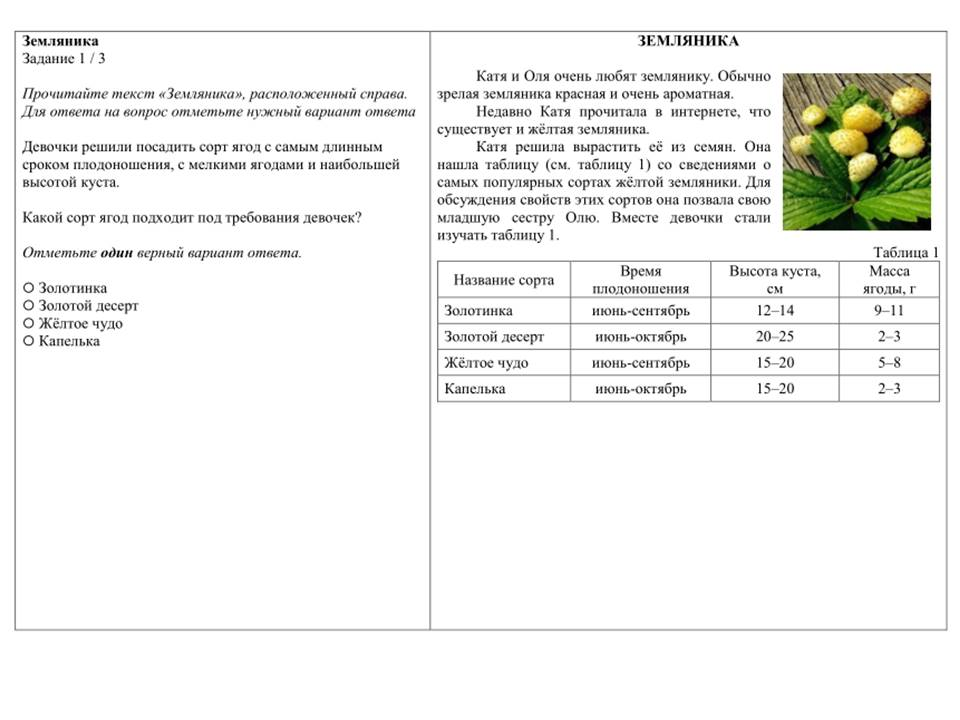 Земляника
Задание 1 / 3
Прочитайте текст «Земляника», расположенный справа.
Для ответа на вопрос отметьте нужный вариант ответа
Девочки решили посадить сорт ягод с самым длинным
сроком плодоношения, с мелкими ягодами и наибольшей
высотой куста.
Какой сорт ягод подходит под требования девочек?
Отметьте один верный вариант ответа.
Золотинка
Золотой десерт
Жёлтое чудо
Капелька
ЗЕМЛЯНИКА
Катя и Оля очень любят землянику. Обычно
зрелая земляника красная и очень ароматная.
Недавно Катя прочитала в интернете, что
существует и жёлтая земляника.
Катя решила вырастить её из семян. Она
нашла таблицу (см. таблицу 1) со сведениями о
самых популярных сортах жёлтой земляники. Для
обсуждения свойств этих сортов она позвала свою
младшую сестру Олю. Вместе девочки стали
изучать таблицу 1.
Таблица 1
Название сорта Время плодоношения Высота куста, см Масса ягоды, г
Золотинка июнь-сентябрь 12–14 9–11
Золотой десерт июнь-октябрь 20–25 2–3
Жёлтое чудо июнь-сентябрь 15–20 5–8
Капелька июнь-октябрь 15–20 2–3